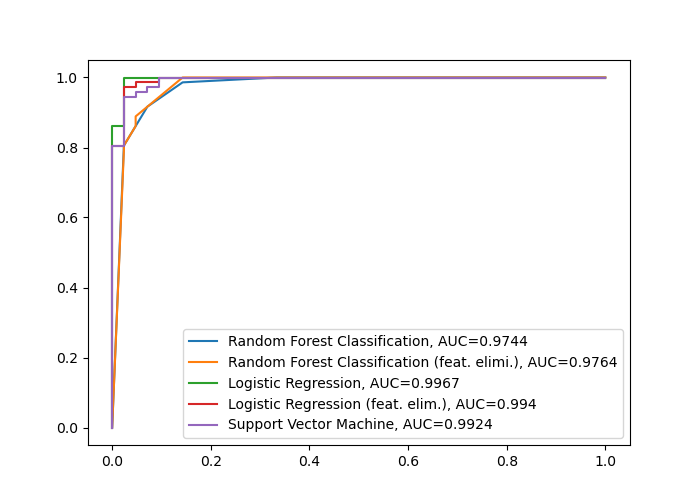 1.0
0.8
0.6
0.4
0.2
0.0
Random Forest Classification, AUC=0.9744
Random Forest Classification (feat. elimi.), AUC=0.9764
Logistic Regression, AUC=0.9967
Logistic Regression (feat. elim.), AUC=0.994
Support Vector Machine, AUC=0.9924
0.0 0.2 0.4 0.6 0.8 1.0